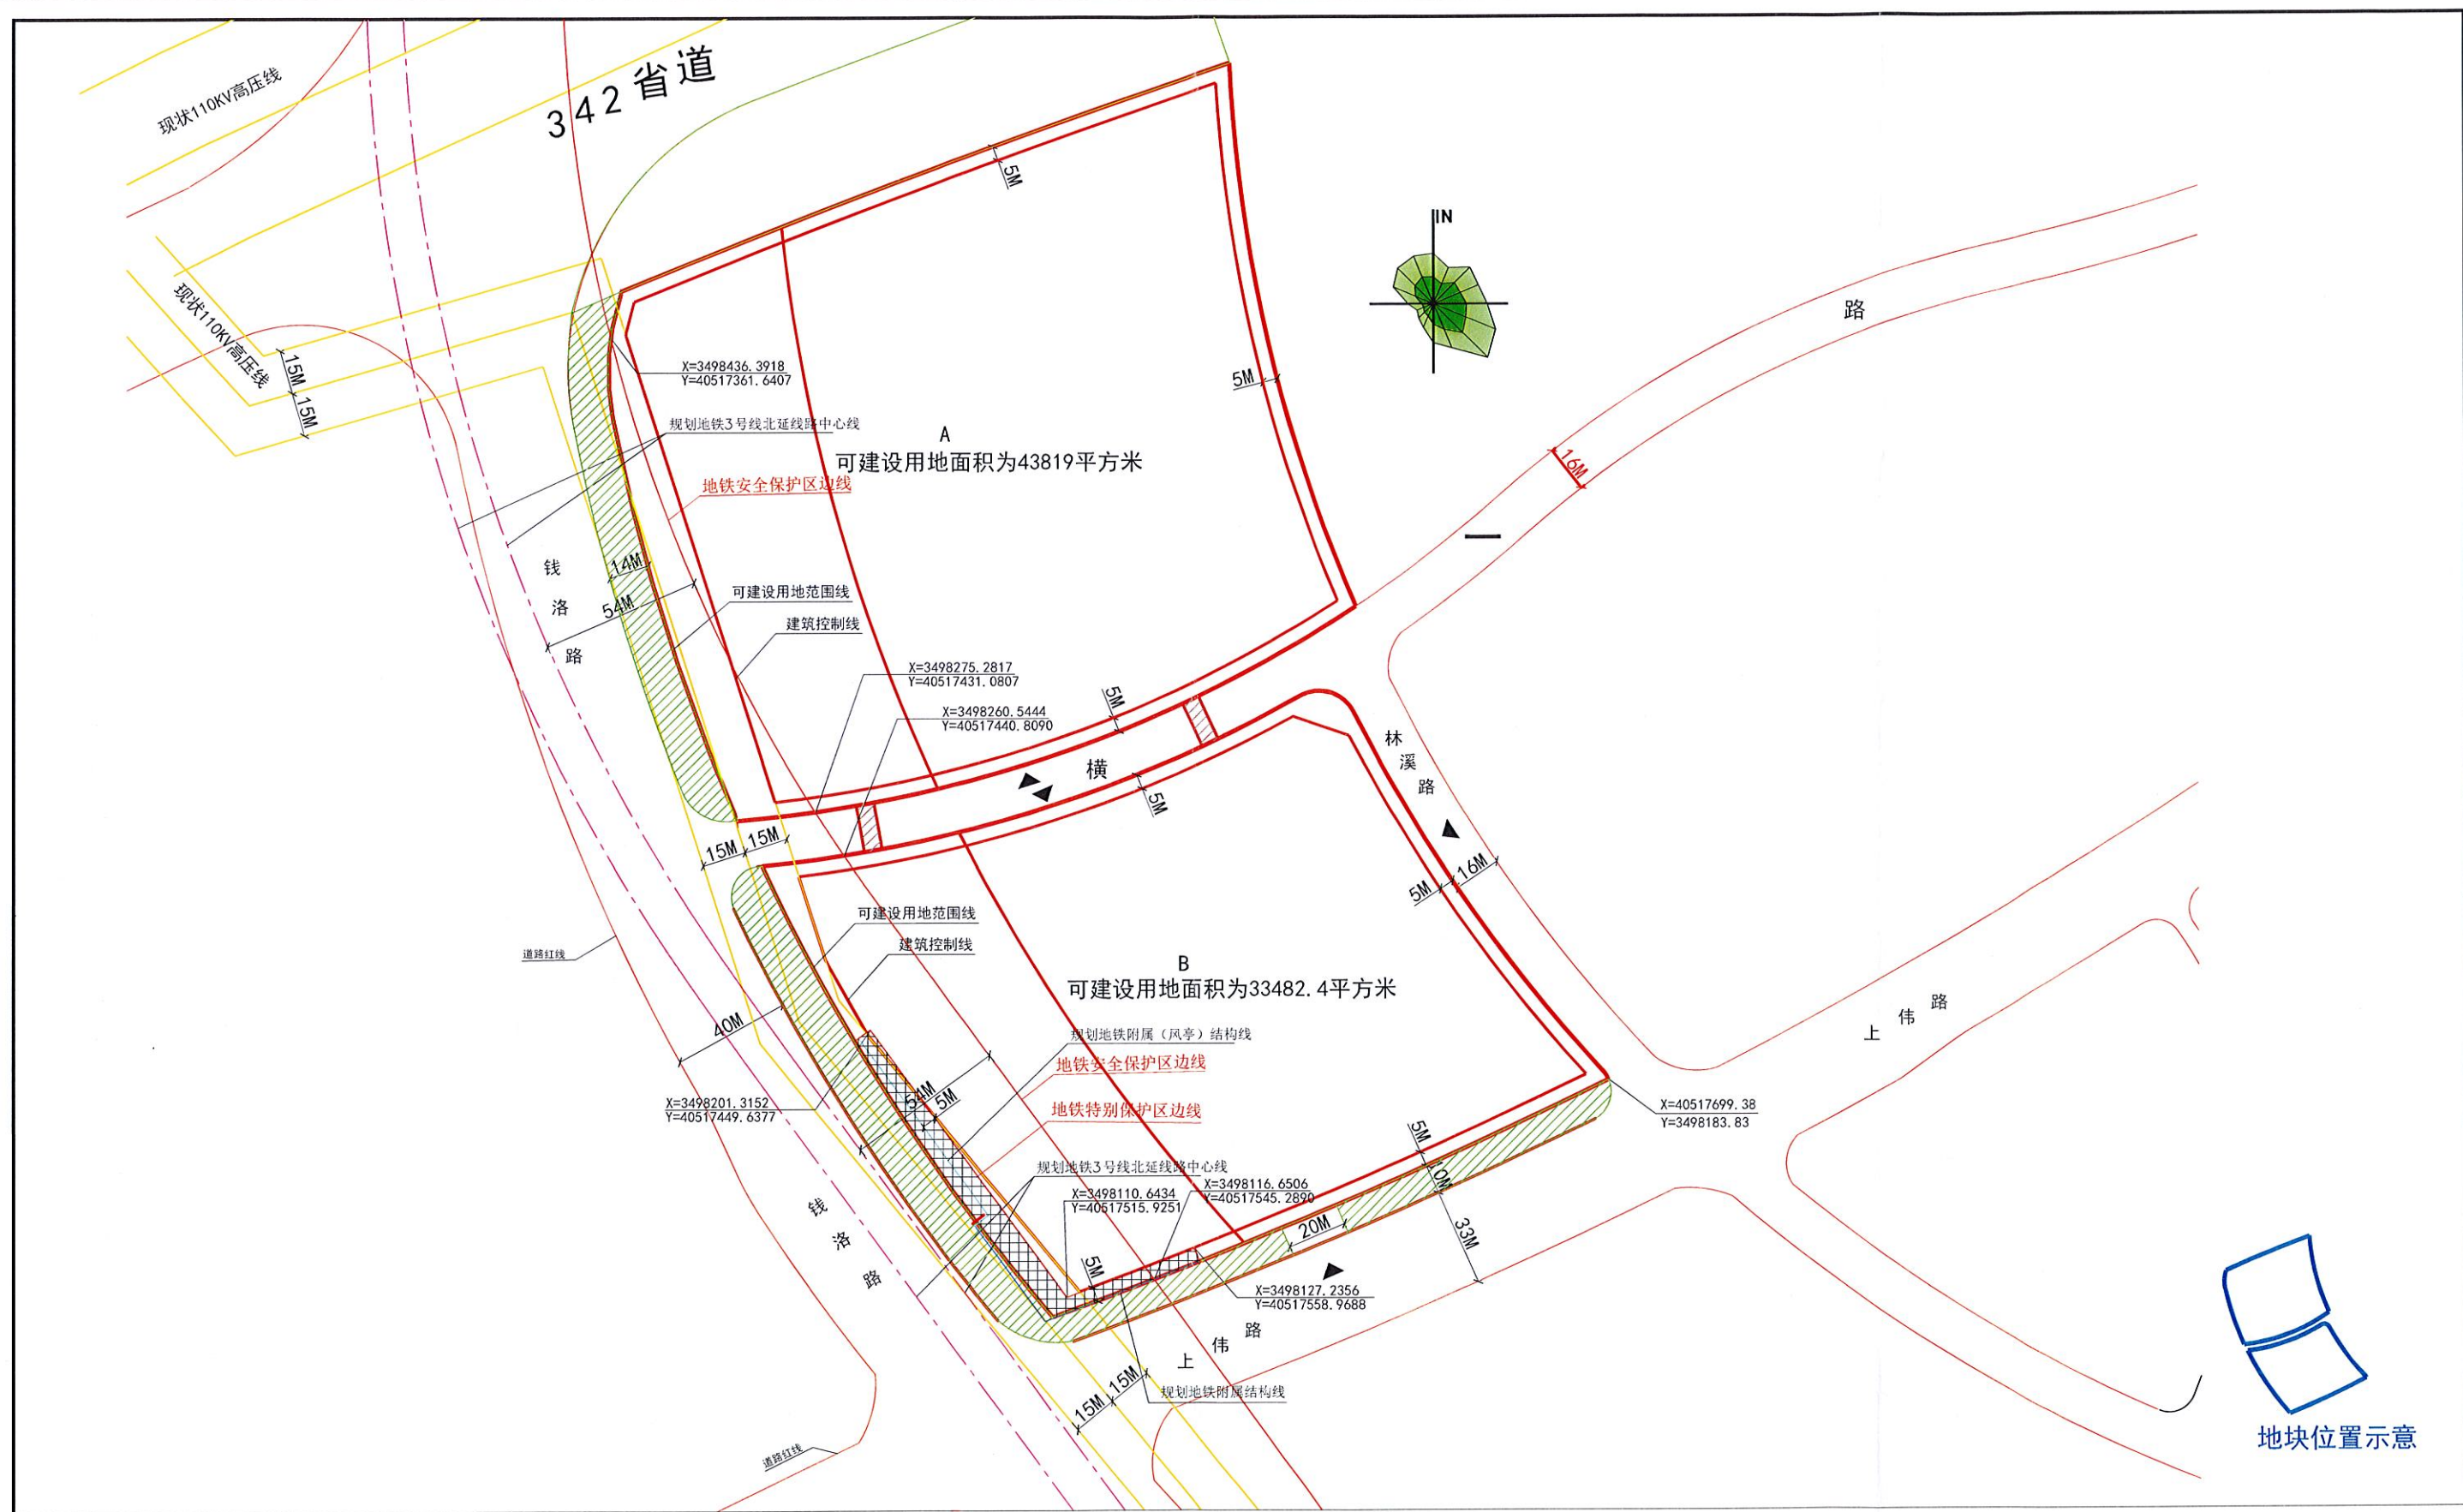 现状110KV高压线
342省道
5M
IN
现状110KV高压线
15M
15M
路
X=3498436.3918
Y=40517361.6407
5M
规划地铁3号线北延线路中心线
A
可建设用地面积为43819平方米
地铁安全保护区边线
16M
一
钱
洛
路
14M
54M
可建设用地范围线
建筑控制线
X=3498275.2817
Y=40517431.0807
5M
X=3498260.5444
Y=40517440.8090
横
5M
林
溪
路
15M
15M
5M
16M
可建设用地范围线
建筑控制线
道路红线
B
可建设用地面积为33482.4平方米
40M
规划地铁附属（风亭）结构线
地铁安全保护区边线
54M
5M
X=3498201.3152
Y=40517449.6377
地铁特别保护区边线
上
伟
路
X=40517699.38
Y=3498183.83
5M
10M
规划地铁3号线北延线路中心线
X=3498110.6434
Y=40517515.9251
X=3498116.6506
Y=40517545.2890
20M
33M
钱
洛
路
5M
X=3498127.2356
Y=40517558.9688
上
伟
路
15M
15M
规划地铁附属结构线
道路红线
地块位置示意